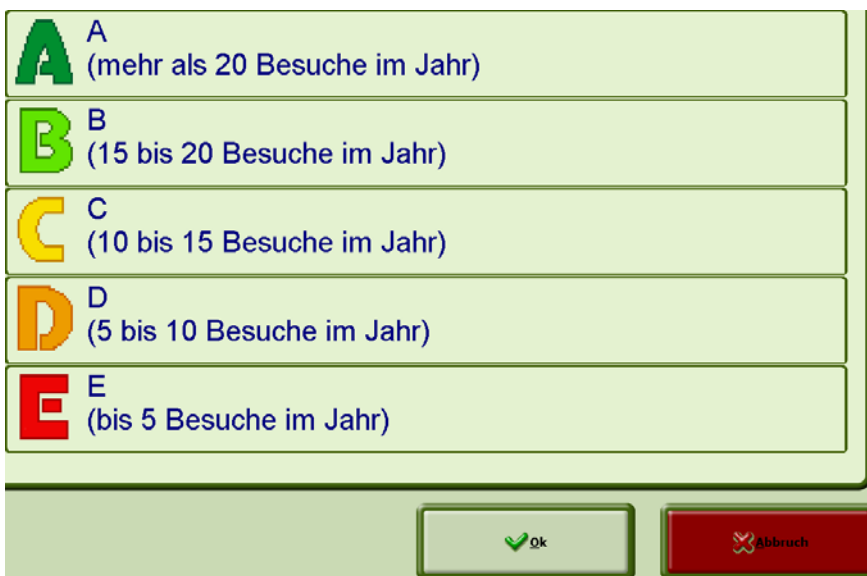 A
A
(mehr als 20 Besuche im Jahr)
B
B
(15 bis 20 Besuche im Jahr)
C
C
(10 bis 15 Besuche im Jahr)
D
D
(5 bis 10 Besuche im Jahr)
E
E
(bis 5 Besuche im Jahr)
Ok
Abbruch